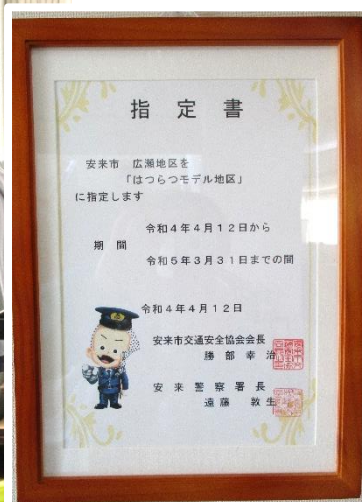 指定書
安来市　広瀬地区を
「はつらつモデル地区」
に指定します
令和４年４月１２日から
期間
令和５年３月３１日までの間
令和４年４月１２日
安来市交通安全協会会長
勝部幸治
安来警察署長
遠藤敦生